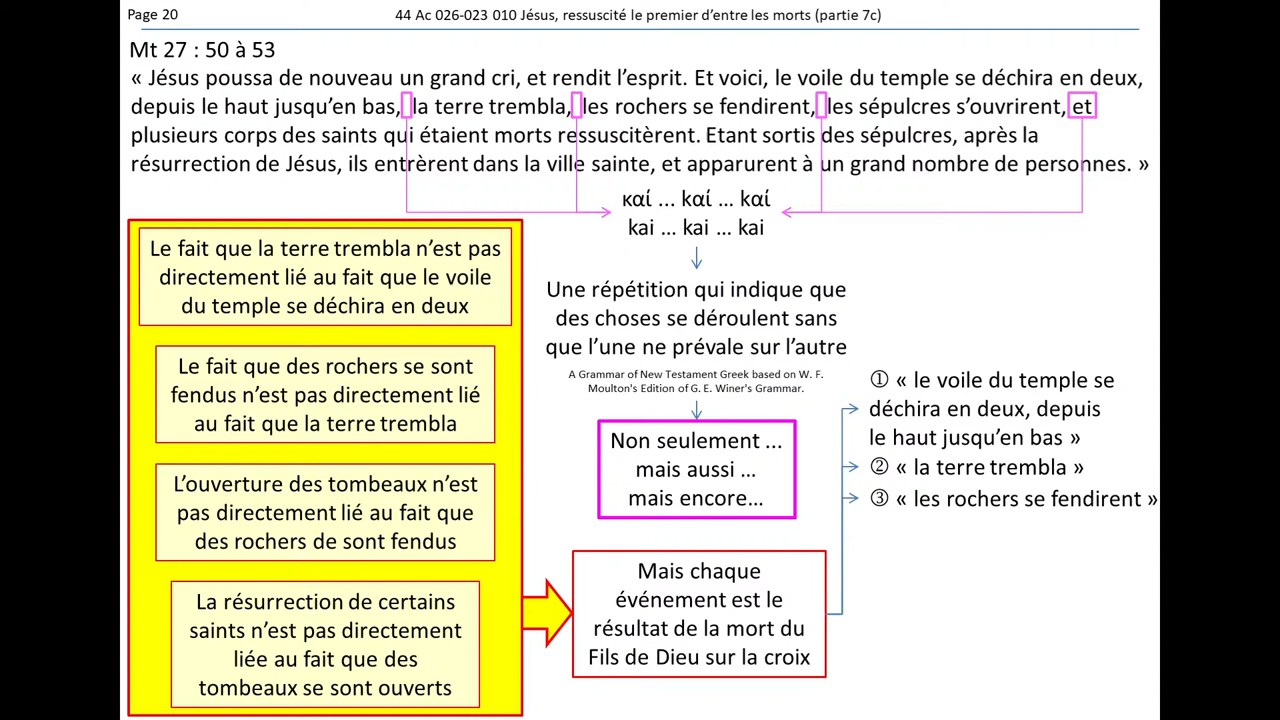 Page 20
44 Ac 026-023 010 Jésus, ressuscité le premier d’entre les morts (partie 7c)
Mt 27 : 50 à 53
« Jésus poussa de nouveau un grand cri, et rendit l’esprit. Et voici, le voile du temple se déchira en deux,
depuis le haut jusqu’en bas, la terre trembla, les rochers se fendirent, les sépulcres s’ouvrirent, et
plusieurs corps des saints qui étaient morts ressuscitèrent. Etant sortis des sépulcres, après la
résurrection de Jésus, ils entrèrent dans la ville sainte, et apparurent à un grand nombre de personnes. »
καί ... καί ... καί
kai ... kai ... kai
Une répétition qui indique que
des choses se déroulent sans
que l’une ne prévale sur l’autre
A Grammar of New Testament Greek based on W. F.
Moulton's Edition of G. E. Winer's Grammar.
Non seulement ...
mais aussi ...
mais encore...
Le fait que la terre trembla n’est pas
directement lié au fait que le voile
du temple se déchira en deux
Le fait que des rochers se sont
fendus n’est pas directement lié
au fait que la terre trembla
L’ouverture des tombeaux n’est
pas directement lié au fait que
des rochers de sont fendus
La résurrection de certains
saints n’est pas directement
liée au fait que des
tombeaux se sont ouverts
Mais chaque
événement est le
résultat de la mort du
Fils de Dieu sur la croix
① « le voile du temple se
déchira en deux, depuis
le haut jusqu’en bas »
② « la terre trembla »
③ « les rochers se fendirent »